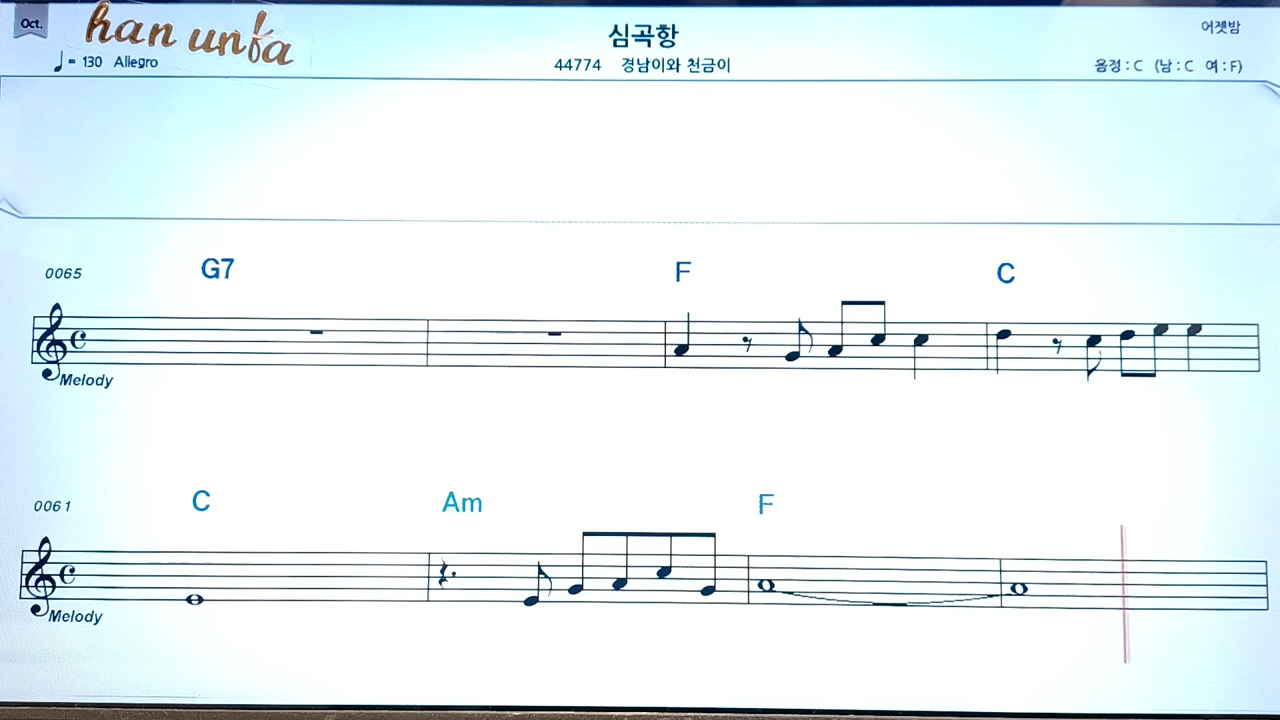 Oct.
han unfa
심곡항
어젯밤
♩= 130 Allegro
44774 경남이와 천금이
음정 : C (남 : C 여 : F)
0065
G7
F
C
Melody
0061
C
Am
F
Melody